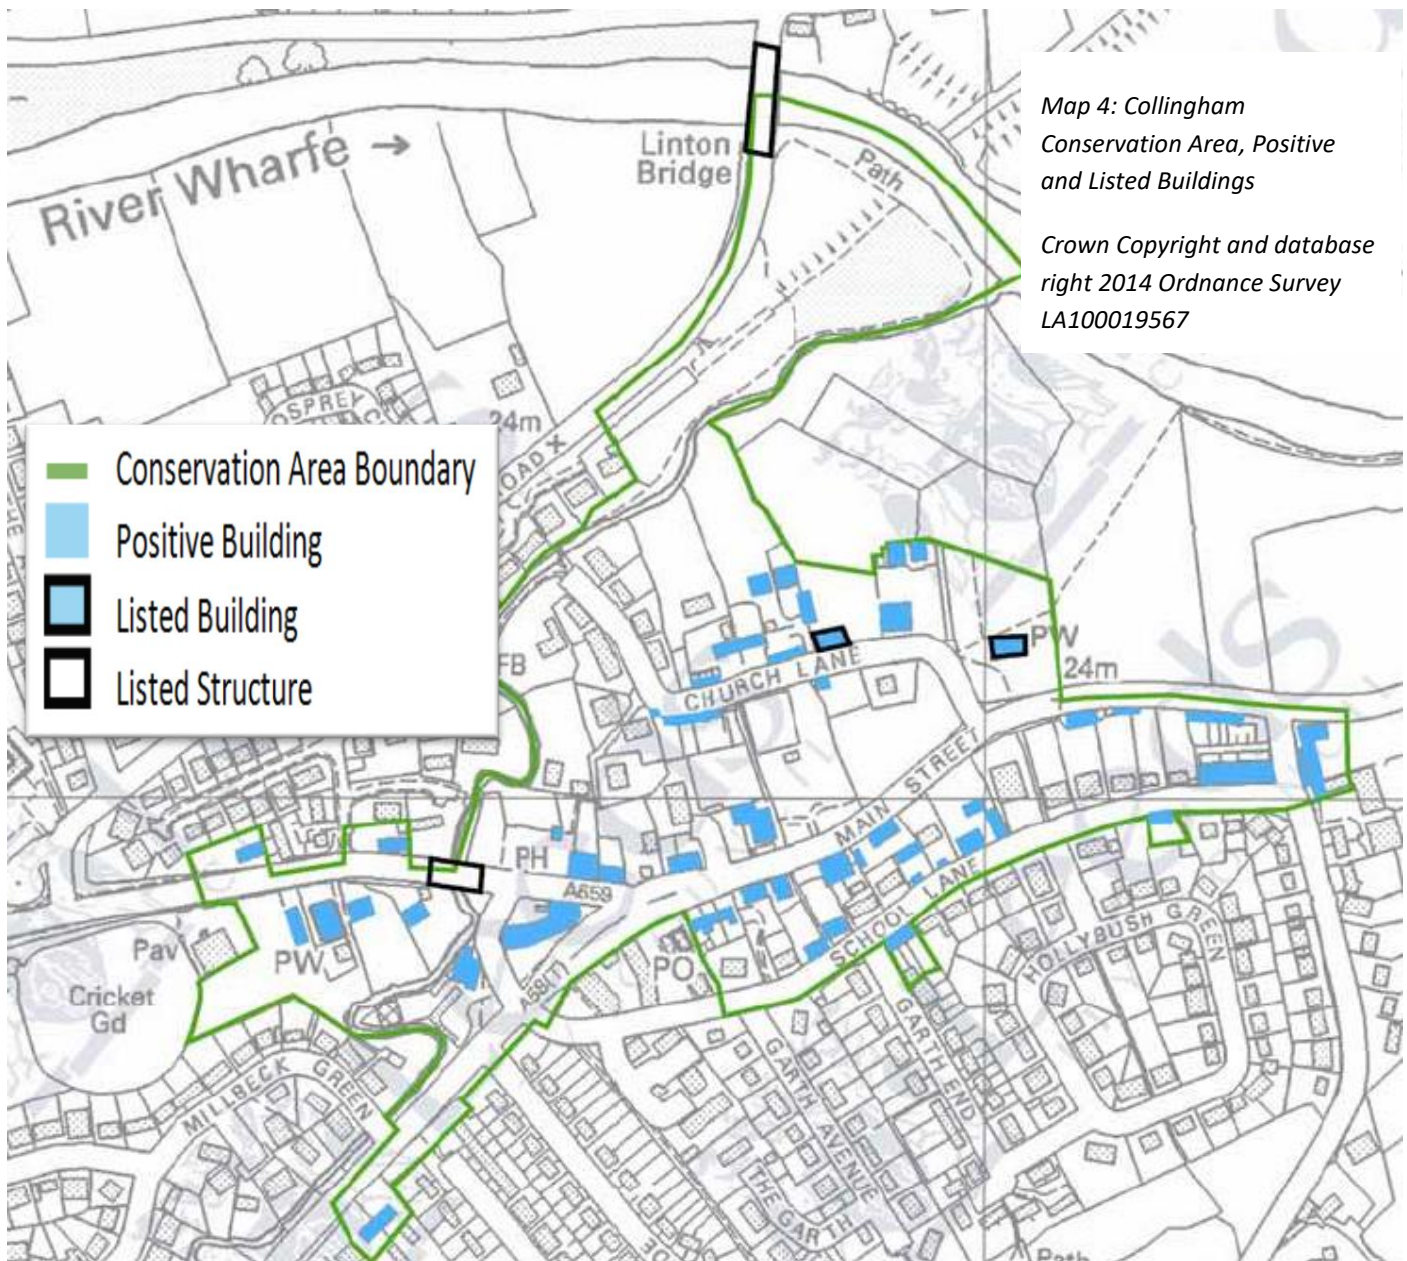 Map 4: Collingham
Conservation Area, Positive
and Listed Buildings
Crown Copyright and database
right 2014 Ordnance Survey
LA100019567
Linton
Bridge
River Wharfe →
Path
OSPREY
24m
ROAD
Conservation Area Boundary
Positive Building
Listed Building
Listed Structure
FB
CHURCH LANE
PW
24m
MAIN STREET
PH
A659
SCHOOL LANE
HOLLYBUSH GREEN
Pav
PW
PO
A58(T)
Cricket
Gd
MILLBECK GREEN
GARTH AVENUE
GARTH END
THE GARTH
Path